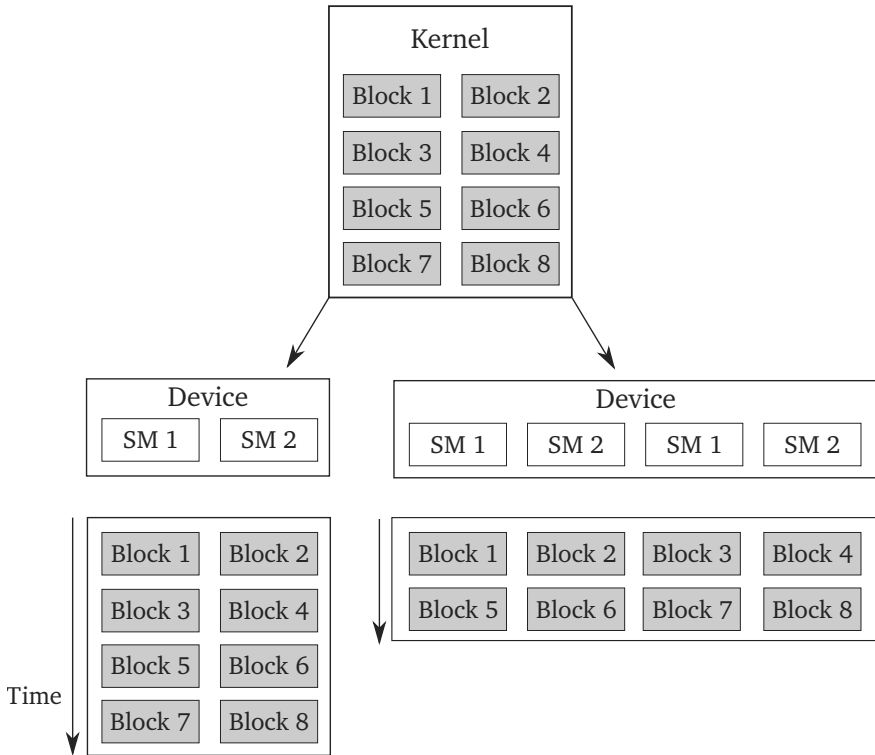 Kernel
Block 1 Block 2
Block 3 Block 4
Block 5 Block 6
Block 7 Block 8
Device
SM 1 SM 2
Device
SM 1 SM 2 SM 1 SM 2
Time
Block 1 Block 2
Block 3 Block 4
Block 5 Block 6
Block 7 Block 8
Block 1 Block 2 Block 3 Block 4
Block 5 Block 6 Block 7 Block 8